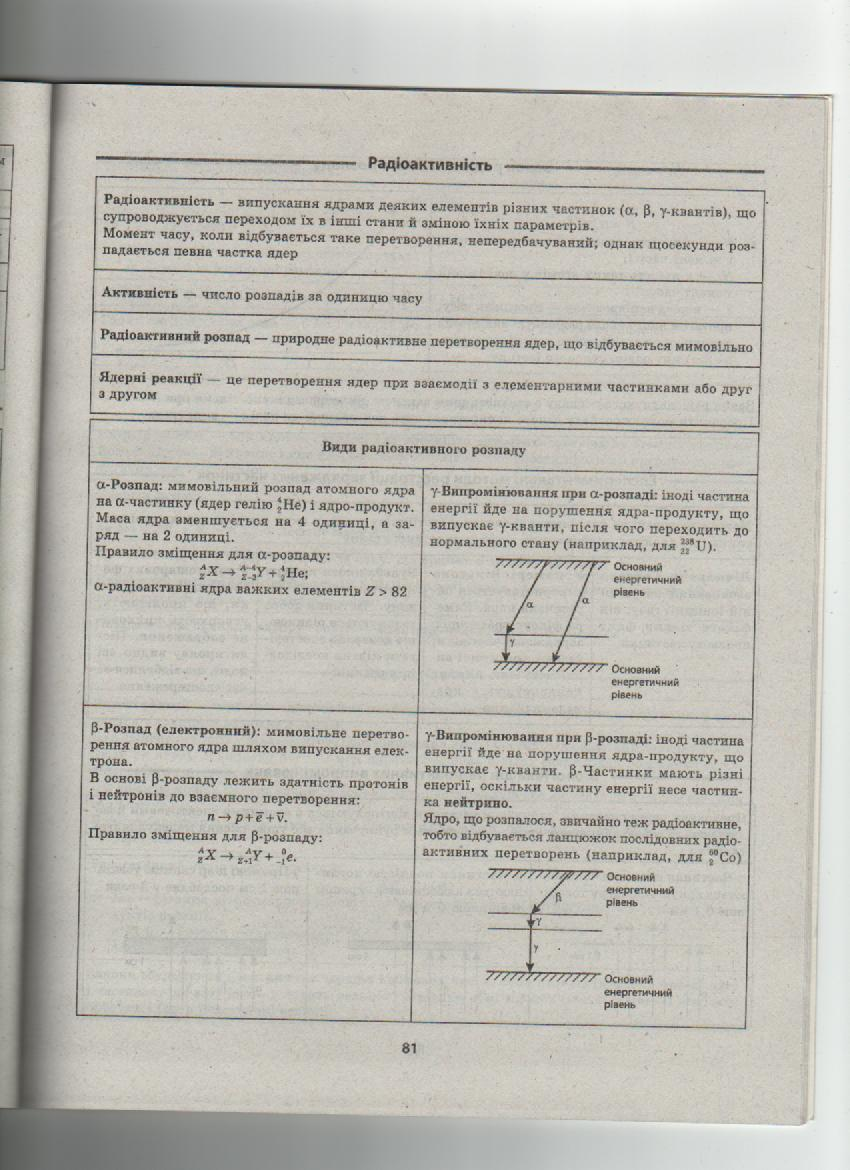 Радіоактивність
Радіоактивність — випускання ядрами деяких елементів різних частинок (α, β, γ-квантів), що
супроводжується переходом їх в інші стани й зміною їхніх параметрів.
Момент часу, коли відбувається таке перетворення, непередбачуваний; однак щосекунди роз-
падається певна частка ядер
Активність — число розпадів за одиницю часу
Радіоактивний розпад — природне радіоактивне перетворення ядер, що відбувається мимовільно
Ядерні реакції — це перетворення ядер при взаємодії з елементарними частинками або друг
з другом
Види радіоактивного розпаду
α-Розпад: мимовільний розпад атомного ядра
на α-частинку (ядер гелію ⁴₂He) і ядро-продукт.
Маса ядра зменшується на 4 одиниці, а за-
ряд — на 2 одиниці.
Правило зміщення для α-розпаду:
α-радіоактивні ядра важких елементів Z > 82
γ-Випромінювання при α-розпаді: іноді частина
енергії йде на порушення ядра-продукту, що
випускає γ-кванти, після чого переходить до
нормального стану (наприклад, для U).
Основний
енергетичний
рівень
α
α
γ
Основний
енергетичний
рівень
β-Розпад (електронний): мимовільне перетво-
рення атомного ядра шляхом випускання елек-
трона.
В основі β-розпаду лежить здатність протонів
і нейтронів до взаємного перетворення:
n → p + e̅ + v̅.
Правило зміщення для β-розпаду:
ᴬ_ZX → ᴬ_Z+1Y + ⁰₋₁e.
γ-Випромінювання при β-розпаді: іноді частина
енергії йде на порушення ядра-продукту, що
випускає γ-кванти. β-Частинки мають різні
енергії, оскільки частину енергії несе частин-
ка нейтрино.
Ядро, що розпалося, звичайно теж радіоактивне,
тобто відбувається ланцюжок послідовних радіо-
активних перетворень (наприклад, для Co)
Основний
енергетичний
рівень
β
γ
γ
Основний
енергетичний
рівень
81